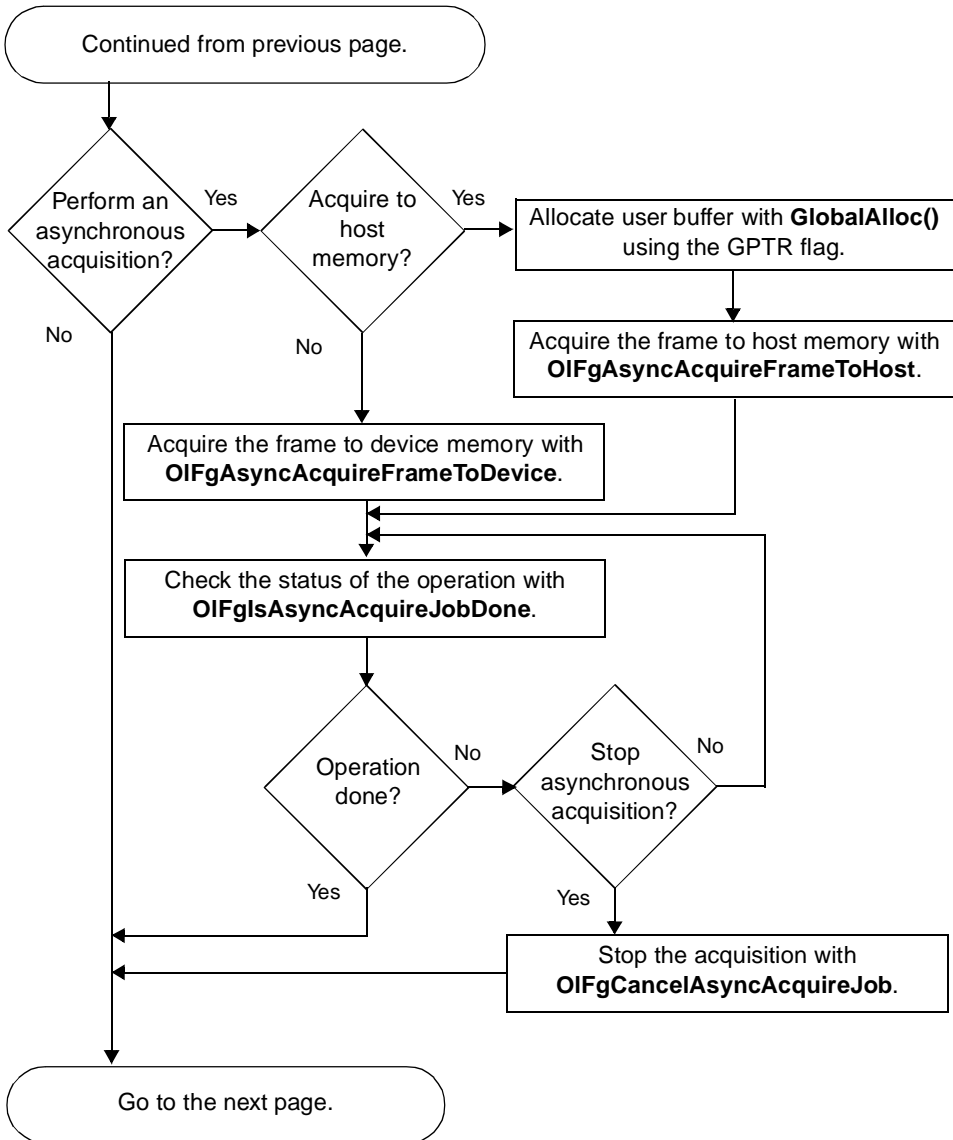 Continued from previous page.
Perform an
asynchronous
acquisition?
Yes
No
Acquire to
host
memory?
Yes
No
Allocate user buffer with GlobalAlloc()
using the GPTR flag.
Acquire the frame to host memory with
OlFgAsyncAcquireFrameToHost.
Acquire the frame to device memory with
OlFgAsyncAcquireFrameToDevice.
Check the status of the operation with
OlFgIsAsyncAcquireJobDone.
Operation
done?
No
Yes
Stop
asynchronous
acquisition?
No
Yes
Stop the acquisition with
OlFgCancelAsyncAcquireJob.
Go to the next page.